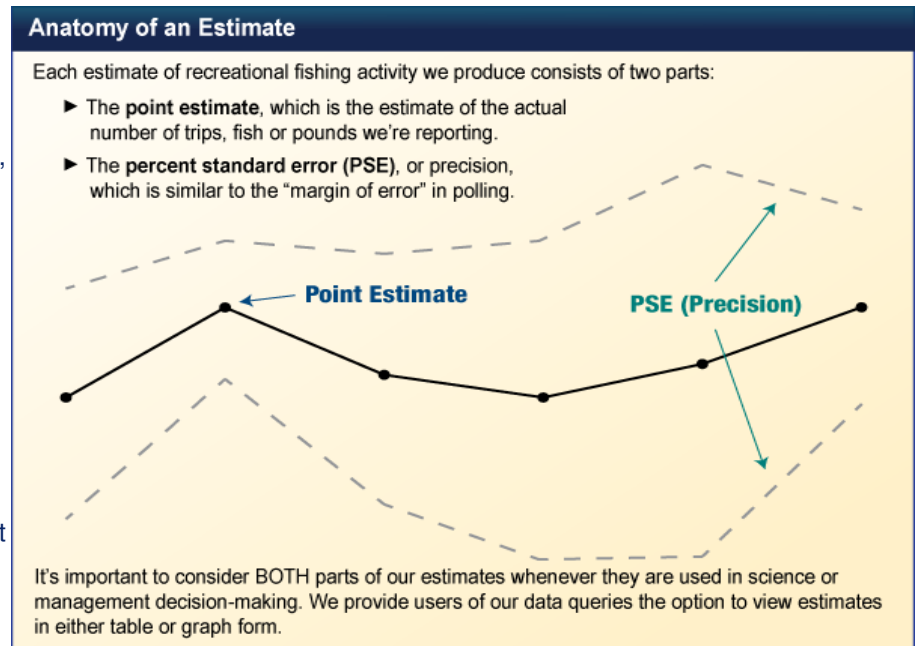 Anatomy of an Estimate
Each estimate of recreational fishing activity we produce consists of two parts:
► The point estimate, which is the estimate of the actual
number of trips, fish or pounds we're reporting.
► The percent standard error (PSE), or precision,
which is similar to the “margin of error” in polling.
Point Estimate
PSE (Precision)
It's important to consider BOTH parts of our estimates whenever they are used in science or
management decision-making. We provide users of our data queries the option to view estimates
in either table or graph form.